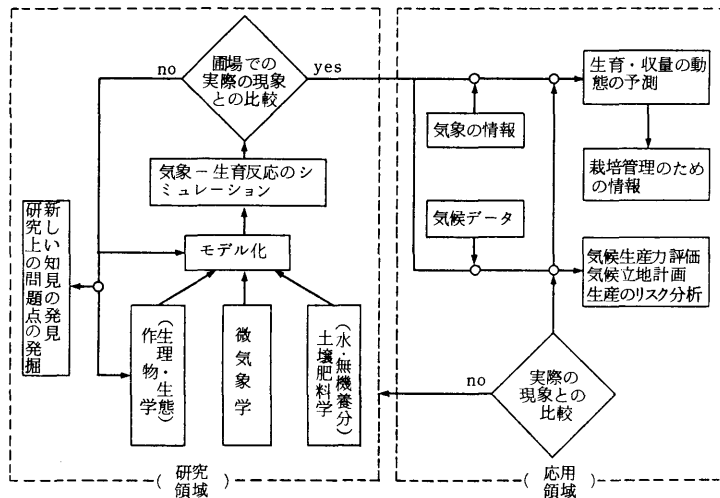 圃場での
実際の現象
との比較
no
yes
気象の情報
生育・収量の動
態の予測
気象－生育反応のシ
ミュレーション
栽培管理のため
の情報
新しい知見の発見
研究上の問題点の発掘
モデル化
気候データ
気候生産力評価
気候立地計画
生産のリスク分析
(生理・生態)
作物学
微気象学
(水・無機養分)
土壌肥料学
no
実際の
現象との
比較
(研究
領域)
(応用
領域)